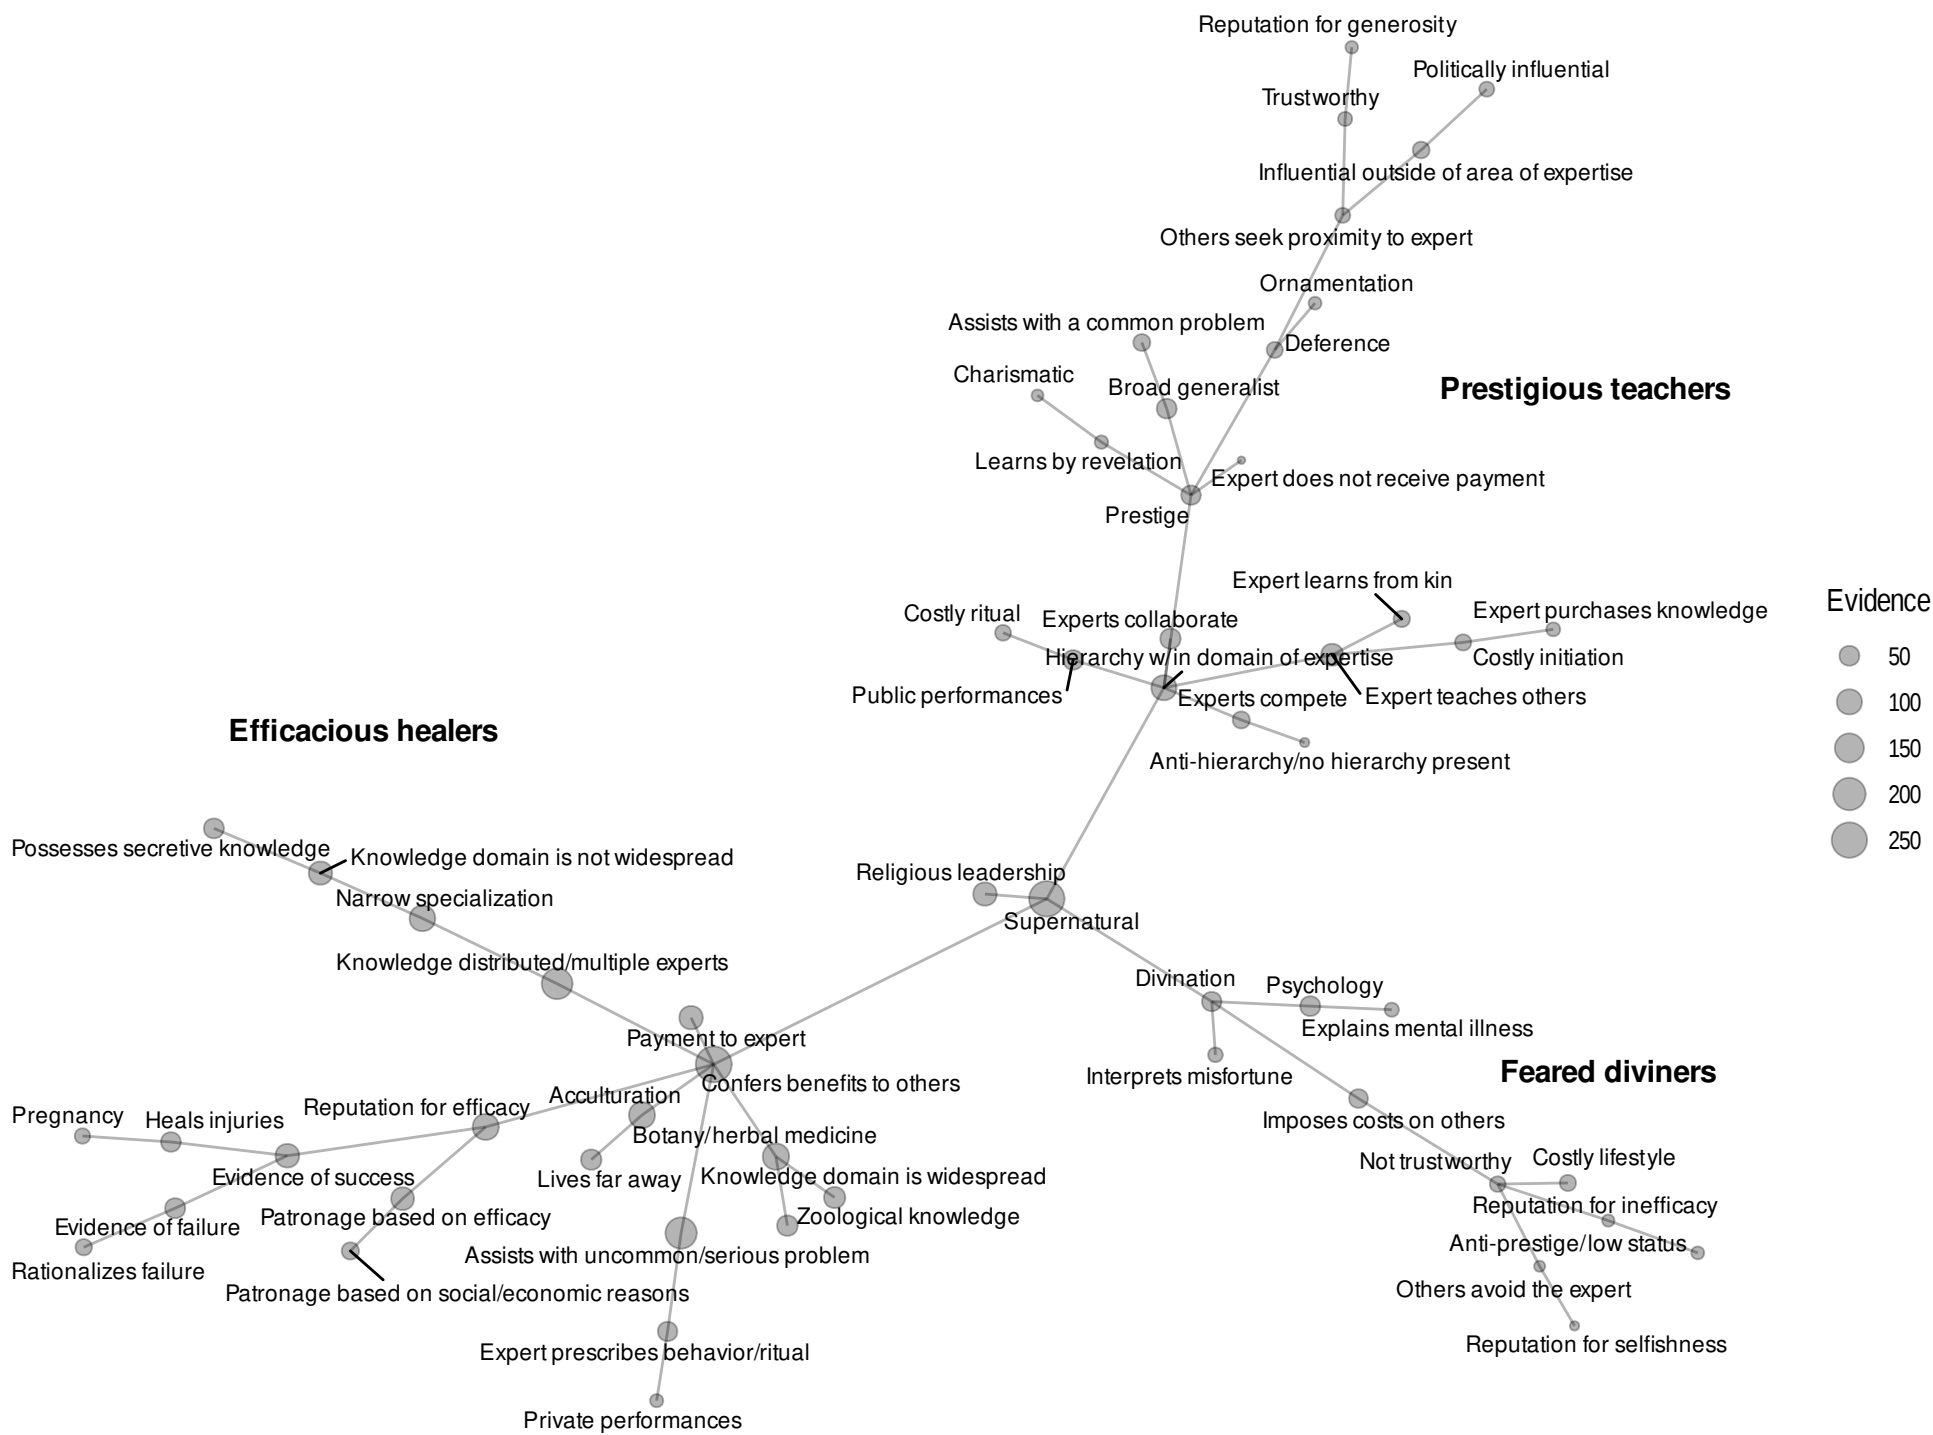 Reputation for generosity
Politically influential
Trustworthy
Influential outside of area of expertise
Others seek proximity to expert
Ornamentation
Assists with a common problem
Deference
Charismatic
Broad generalist
Prestigious teachers
Learns by revelation
Expert does not receive payment
Prestige
Expert learns from kin
Costly ritual
Experts collaborate
Expert purchases knowledge
Hierarchy w/in domain of expertise
Costly initiation
Public performances
Experts compete
Expert teaches others
Anti-hierarchy/no hierarchy present
Evidence
50
100
150
200
250
Efficacious healers
Possesses secretive knowledge
Knowledge domain is not widespread
Narrow specialization
Knowledge distributed/multiple experts
Religious leadership
Supernatural
Payment to expert
Confers benefits to others
Acculturation
Reputation for efficacy
Pregnancy
Heals injuries
Botany/herbal medicine
Evidence of success
Lives far away
Knowledge domain is widespread
Zoological knowledge
Evidence of failure
Patronage based on efficacy
Rationalizes failure
Assists with uncommon/serious problem
Patronage based on social/economic reasons
Expert prescribes behavior/ritual
Private performances
Divination
Psychology
Explains mental illness
Interprets misfortune
Feared diviners
Imposes costs on others
Not trustworthy
Costly lifestyle
Reputation for inefficacy
Anti-prestige/low status
Others avoid the expert
Reputation for selfishness